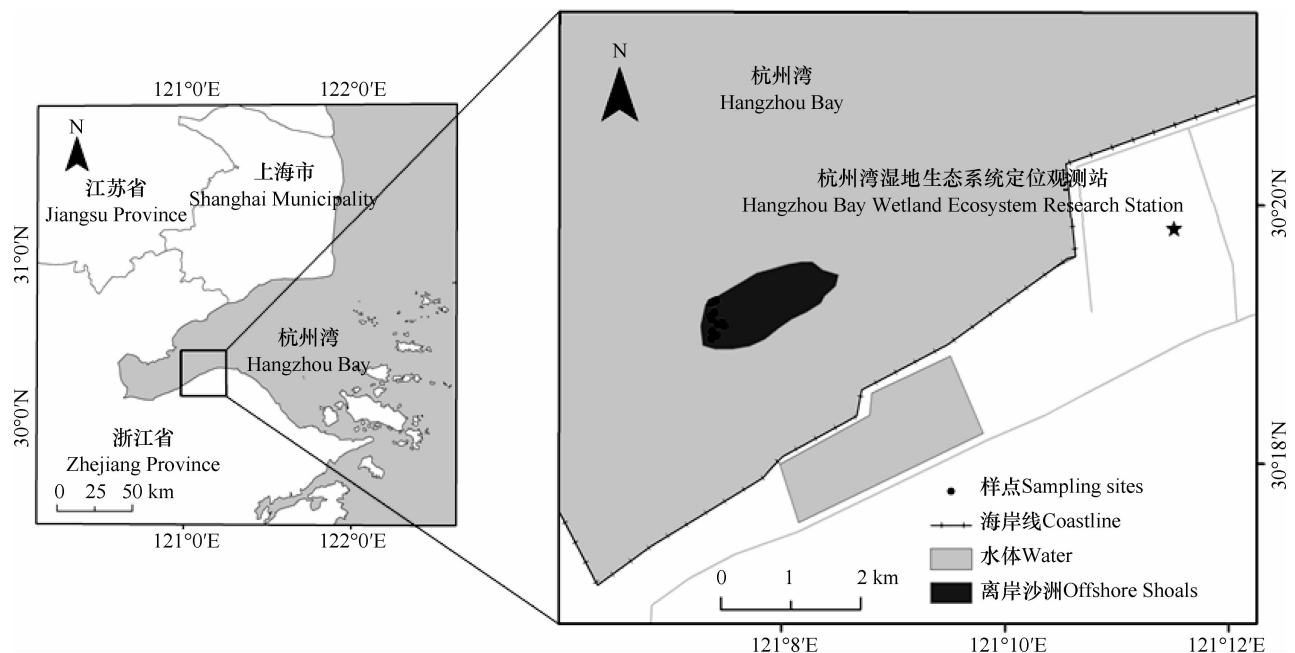 121°0′E
122°0′E
N
江苏省
Jiangsu Province
上海市
Shanghai Municipality
31°0′N
30°0′N
杭州湾
Hangzhou Bay
浙江省
Zhejiang Province
0 25 50 km
121°0′E
122°0′E
N
杭州湾
Hangzhou Bay
杭州湾湿地生态系统定位观测站
Hangzhou Bay Wetland Ecosystem Research Station
30°20′N
30°18′N
样点Sampling sites
海岸线Coastline
水体Water
离岸沙洲Offshore Shoals
0 1 2 km
121°8′E
121°10′E
121°12′E